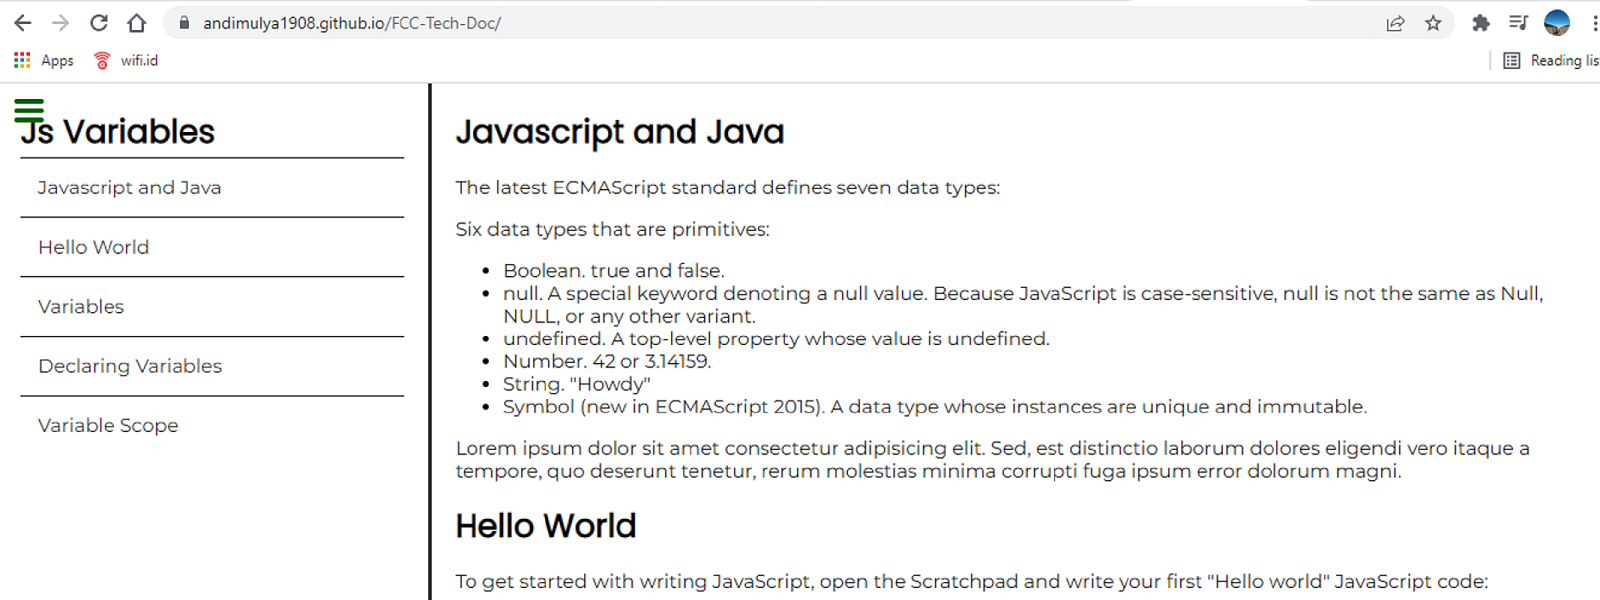 andimulya1908.github.io/FCC-Tech-Doc/
Apps
wifi.id
Reading lis
Js Variables
Javascript and Java
Hello World
Variables
Declaring Variables
Variable Scope
Javascript and Java
The latest ECMAScript standard defines seven data types:
Six data types that are primitives:
• Boolean. true and false.
• null. A special keyword denoting a null value. Because JavaScript is case-sensitive, null is not the same as Null,
NULL, or any other variant.
• undefined. A top-level property whose value is undefined.
• Number. 42 or 3.14159.
• String. "Howdy"
• Symbol (new in ECMAScript 2015). A data type whose instances are unique and immutable.
Lorem ipsum dolor sit amet consectetur adipisicing elit. Sed, est distinctio laborum dolores eligendi vero itaque a
tempore, quo deserunt tenetur, rerum molestias minima corrupti fuga ipsum error dolorum magni.
Hello World
To get started with writing JavaScript, open the Scratchpad and write your first "Hello world" JavaScript code: